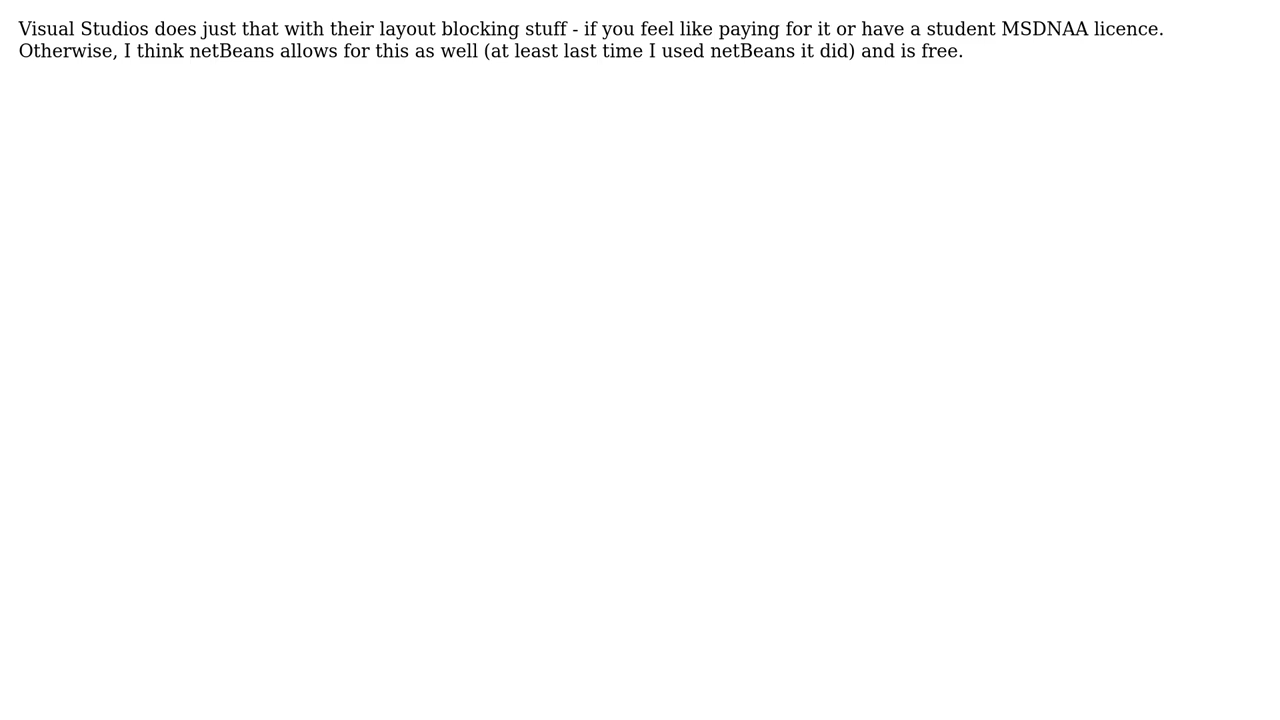 Visual Studios does just that with their layout blocking stuff - if you feel like paying for it or have a student MSDNAA licence.
Otherwise, I think netBeans allows for this as well (at least last time I used netBeans it did) and is free.